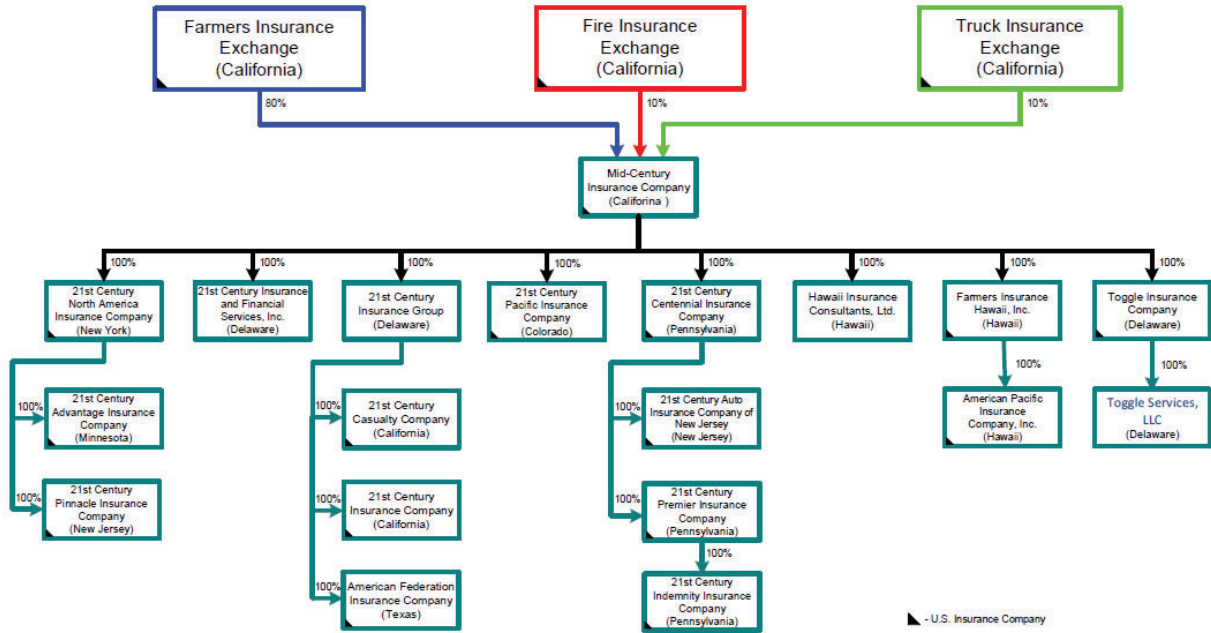 Farmers Insurance
Exchange
(California)
Fire Insurance
Exchange
(California)
Truck Insurance
Exchange
(California)
80%
10%
10%
Mid-Century
Insurance Company
(Califorina )
100%
100%
100%
100%
100%
100%
100%
100%
21st Century
North America
Insurance Company
(New York)
21st Century Insurance
and Financial
Services, Inc.
(Delaware)
21st Century
Insurance Group
(Delaware)
21st Century
Pacific Insurance
Company
(Colorado)
21st Century
Centennial Insurance
Company
(Pennsylvania)
Hawaii Insurance
Consultants, Ltd.
(Hawaii)
Farmers Insurance
Hawaii, Inc.
(Hawaii)
Toggle Insurance
Company
(Delaware)
100%
21st Century
Advantage Insurance
Company
(Minnesota)
100%
21st Century
Casualty Company
(California)
100%
21st Century Auto
Insurance Company of
New Jersey
(New Jersey)
100%
American Pacific
Insurance
Company, Inc.
(Hawaii)
100%
Toggle Services,
LLC
(Delaware)
100%
21st Century
Pinnacle Insurance
Company
(New Jersey)
100%
21st Century
Insurance Company
(California)
100%
21st Century
Premier Insurance
Company
(Pennsylvania)
100%
American Federation
Insurance Company
(Texas)
100%
21st Century
Indemnity Insurance
Company
(Pennsylvania)
- U.S. Insurance Company